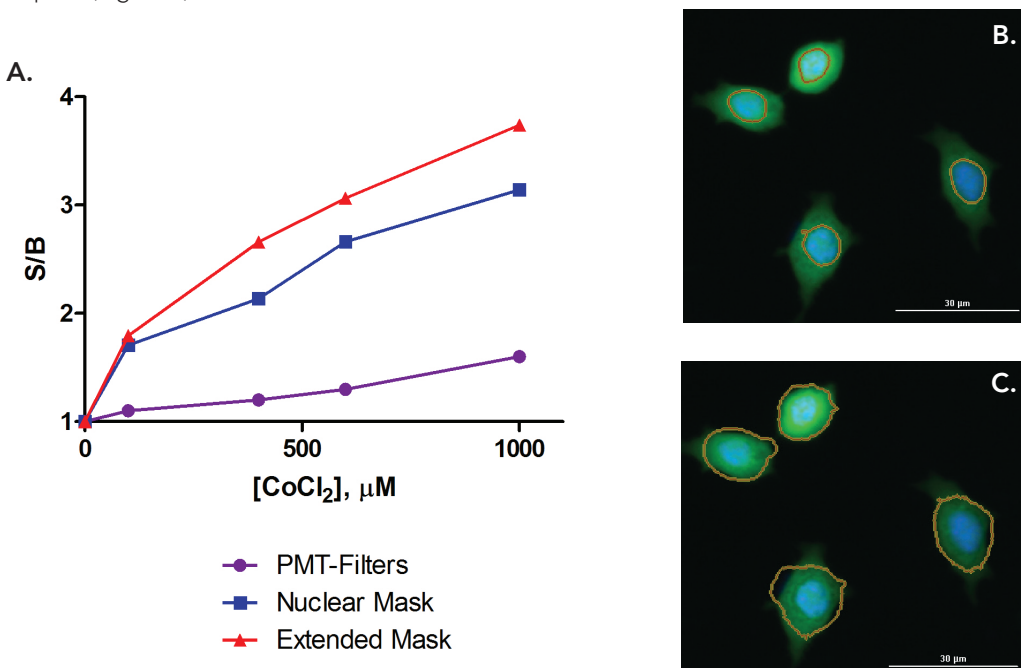 A.
4
3
2
1
S/B
0
500
1000
[CoCl₂], μM
PMT-Filters
Nuclear Mask
Extended Mask
B.
30 μm
C.
30 μm